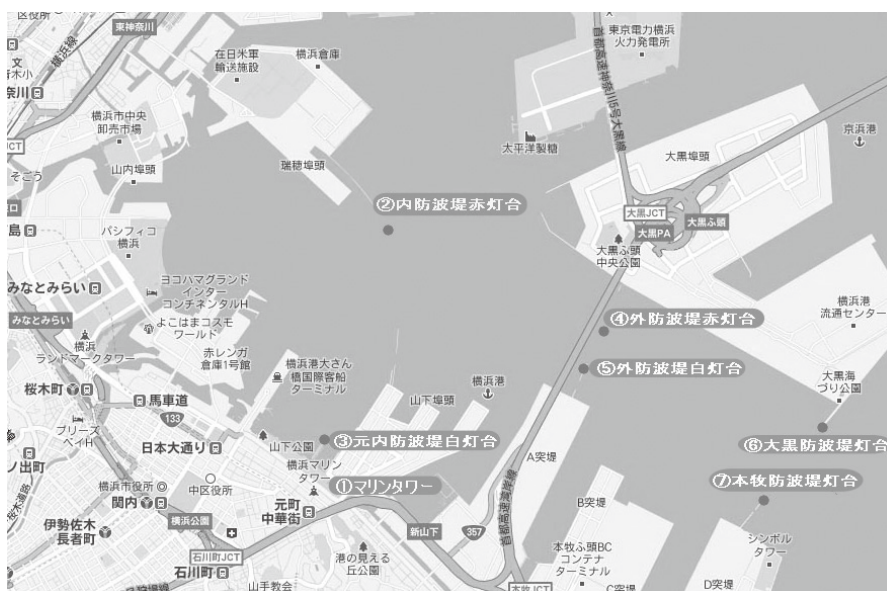 区役所
東神奈川
横浜線
文
青木小
奈川
JCT
横浜市中央
卸売市場
山内埠頭
そごう
在日米軍
輸送施設
横浜倉庫
瑞穂埠頭
東京電力横浜
火力発電所
首都高速神奈川5号大黒線
太平洋製糖
大黒埠頭
京浜港
②内防波堤赤灯台
大黒JCT
大黒ふ頭
大黒PA
大黒ふ頭
中央公園
島
パシフィコ
横浜
ヨコハマグランド
インター
コンチネンタルH
みなとみらい
みなとみらい
よこはまコスモ
ワールド
横浜
ランドマークタワー
赤レンガ
倉庫1号館
④外防波堤赤灯台
横浜港
流通センター
⑤外防波堤白灯台
横浜港大さん
橋国際客船
ターミナル
横浜港
大黒海
づり公園
桜木町
馬車道
133
山下埠頭
ブリーズ
ベイH
日本大通り
山下公園
③元内防波堤白灯台
⑥大黒防波堤灯台
ノ出町
横浜マリン
タワー
A突堤
横浜市役所
中区役所
①マリンタワー
⑦本牧防波堤灯台
関内
元町
中華街
B突堤
伊勢佐木
長者町
横浜公園
新山下
357
首都高速湾岸線
シンボル
タワー
石川町JCT
石川町
港の見える
丘公園
本牧ふ頭BC
コンテナ
ターミナル
山手教会
本牧JCT
C突堤
D突堤